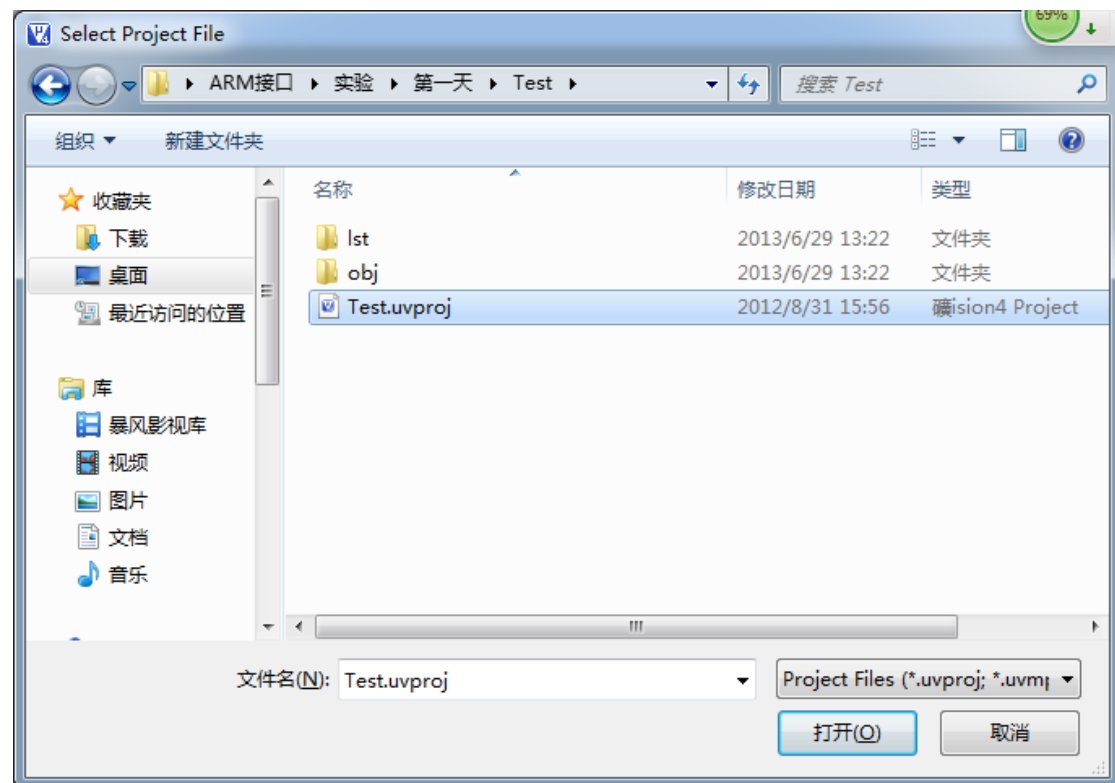 Select Project File
69%
ARM接口 ▸ 实验 ▸ 第一天 ▸ Test ▸
搜索 Test
组织 新建文件夹
名称 修改日期 类型
收藏夹
下载
桌面
最近访问的位置
库
暴风影视库
视频
图片
文档
音乐
lst 2013/6/29 13:22 文件夹
obj 2013/6/29 13:22 文件夹
Test.uvproj 2012/8/31 15:56 礦ision4 Project
文件名(N): Test.uvproj
Project Files (*.uvproj; *.uvmp
打开(O) 取消